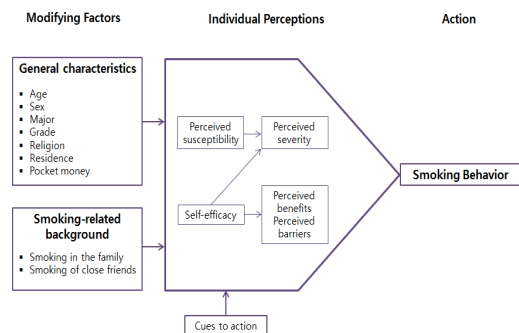 Modifying Factors
Individual Perceptions
Action
General characteristics
▪ Age
▪ Sex
▪ Major
▪ Grade
▪ Religion
▪ Residence
▪ Pocket money
Perceived
susceptibility
Perceived
severity
Smoking Behavior
Self-efficacy
Perceived
benefits
Perceived
barriers
Smoking-related
background
▪ Smoking in the family
▪ Smoking of close friends
Cues to action